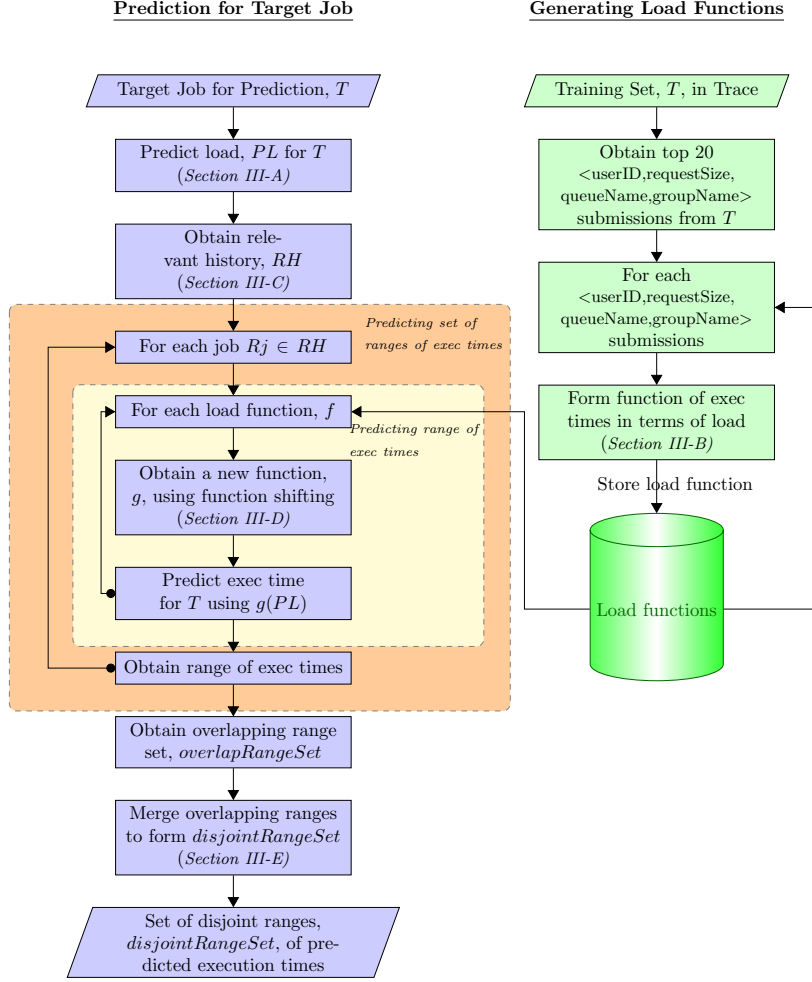 Prediction for Target Job
Target Job for Prediction, T
Predict load, PL for T
(Section III-A)
Obtain rele-
vant history, RH
(Section III-C)
Predicting set of
ranges of exec times
For each job Rj ∈ RH
For each load function, f
Predicting range of
exec times
Obtain a new function,
g, using function shifting
(Section III-D)
Predict exec time
for T using g(PL)
Obtain range of exec times
Obtain overlapping range
set, overlapRangeSet
Merge overlapping ranges
to form disjointRangeSet
(Section III-E)
Set of disjoint ranges,
disjointRangeSet, of pre-
dicted execution times
Generating Load Functions
Training Set, T, in Trace
Obtain top 20
<userID,requestSize,
queueName,groupName>
submissions from T
For each
<userID,requestSize,
queueName,groupName>
submissions
Form function of exec
times in terms of load
(Section III-B)
Store load function
Load functions